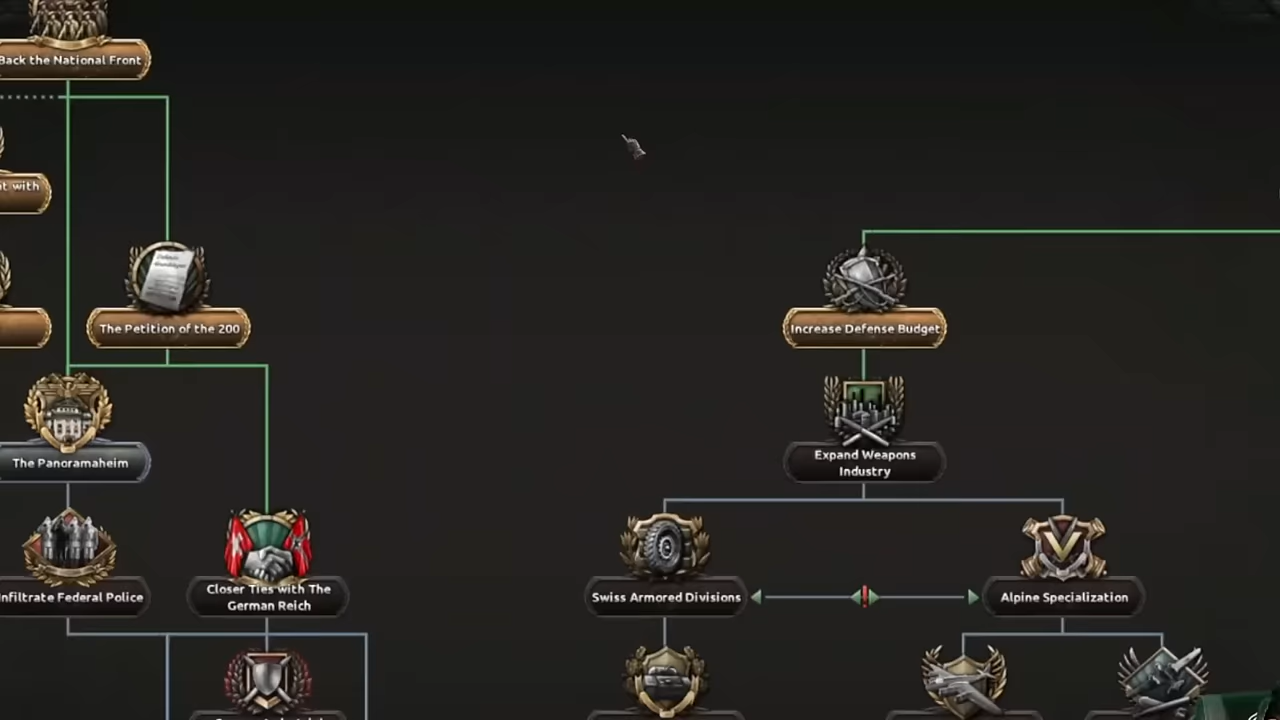 Back the National Front
t with
The Petition of the 200
Increase Defense Budget
The Panoramaheim
Expand Weapons
Industry
Infiltrate Federal Police
Closer Ties with The
German Reich
Swiss Armored Divisions
Alpine Specialization